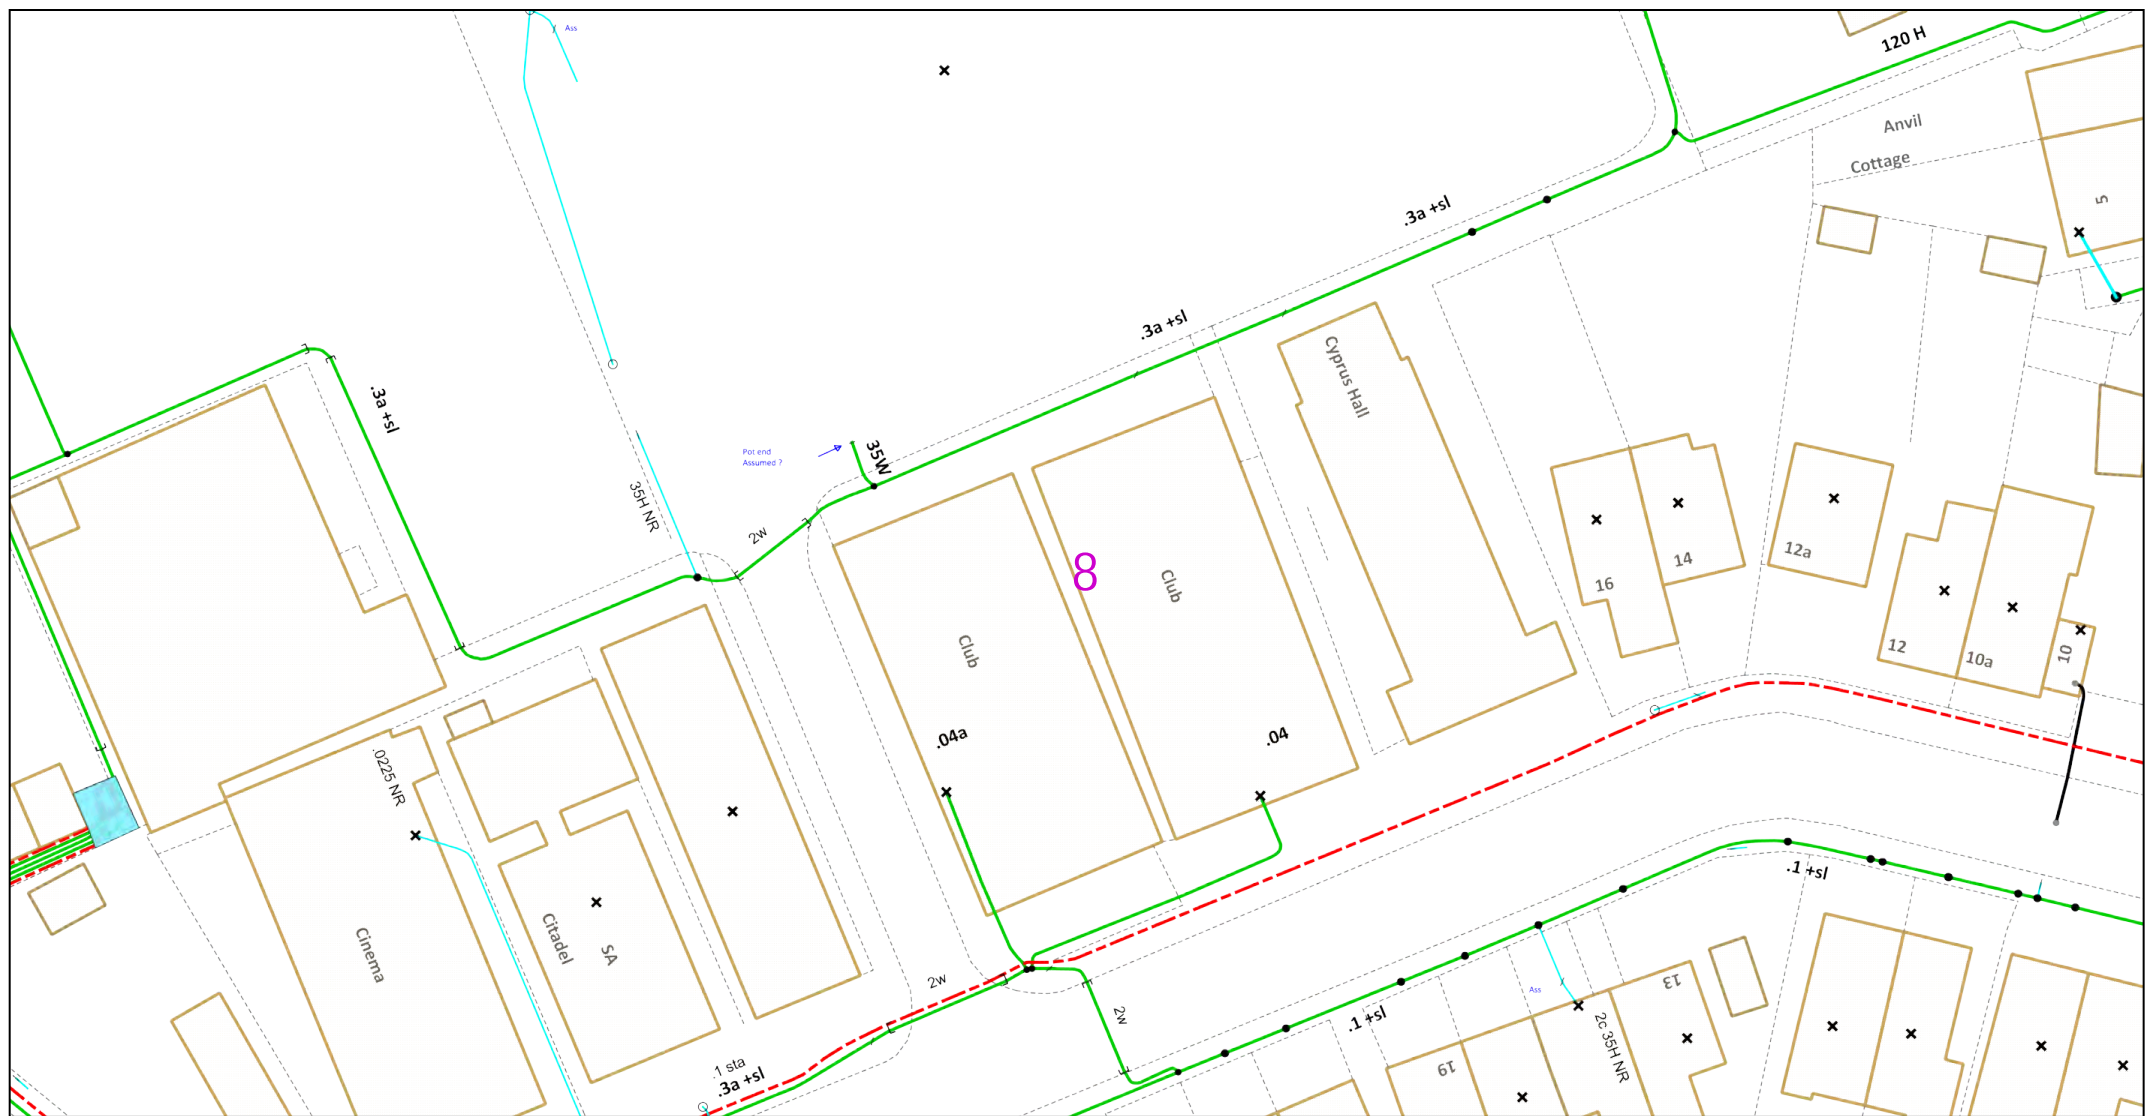 Ass
120 H
Anvil
Cottage
5
.3a +sl
.3a +sl
Cyprus Hall
.3a +sl
Pot end
Assumed ?
35W
35H NR
2w
8
Club
Club
16
14
12a
12
10a
10
.04a
.04
.0225 NR
Cinema
Citadel
SA
2w
2w
.1 +sl
.1 +sl
Ass
13
19
2c 35H NR
.1 sta
.3a +sl